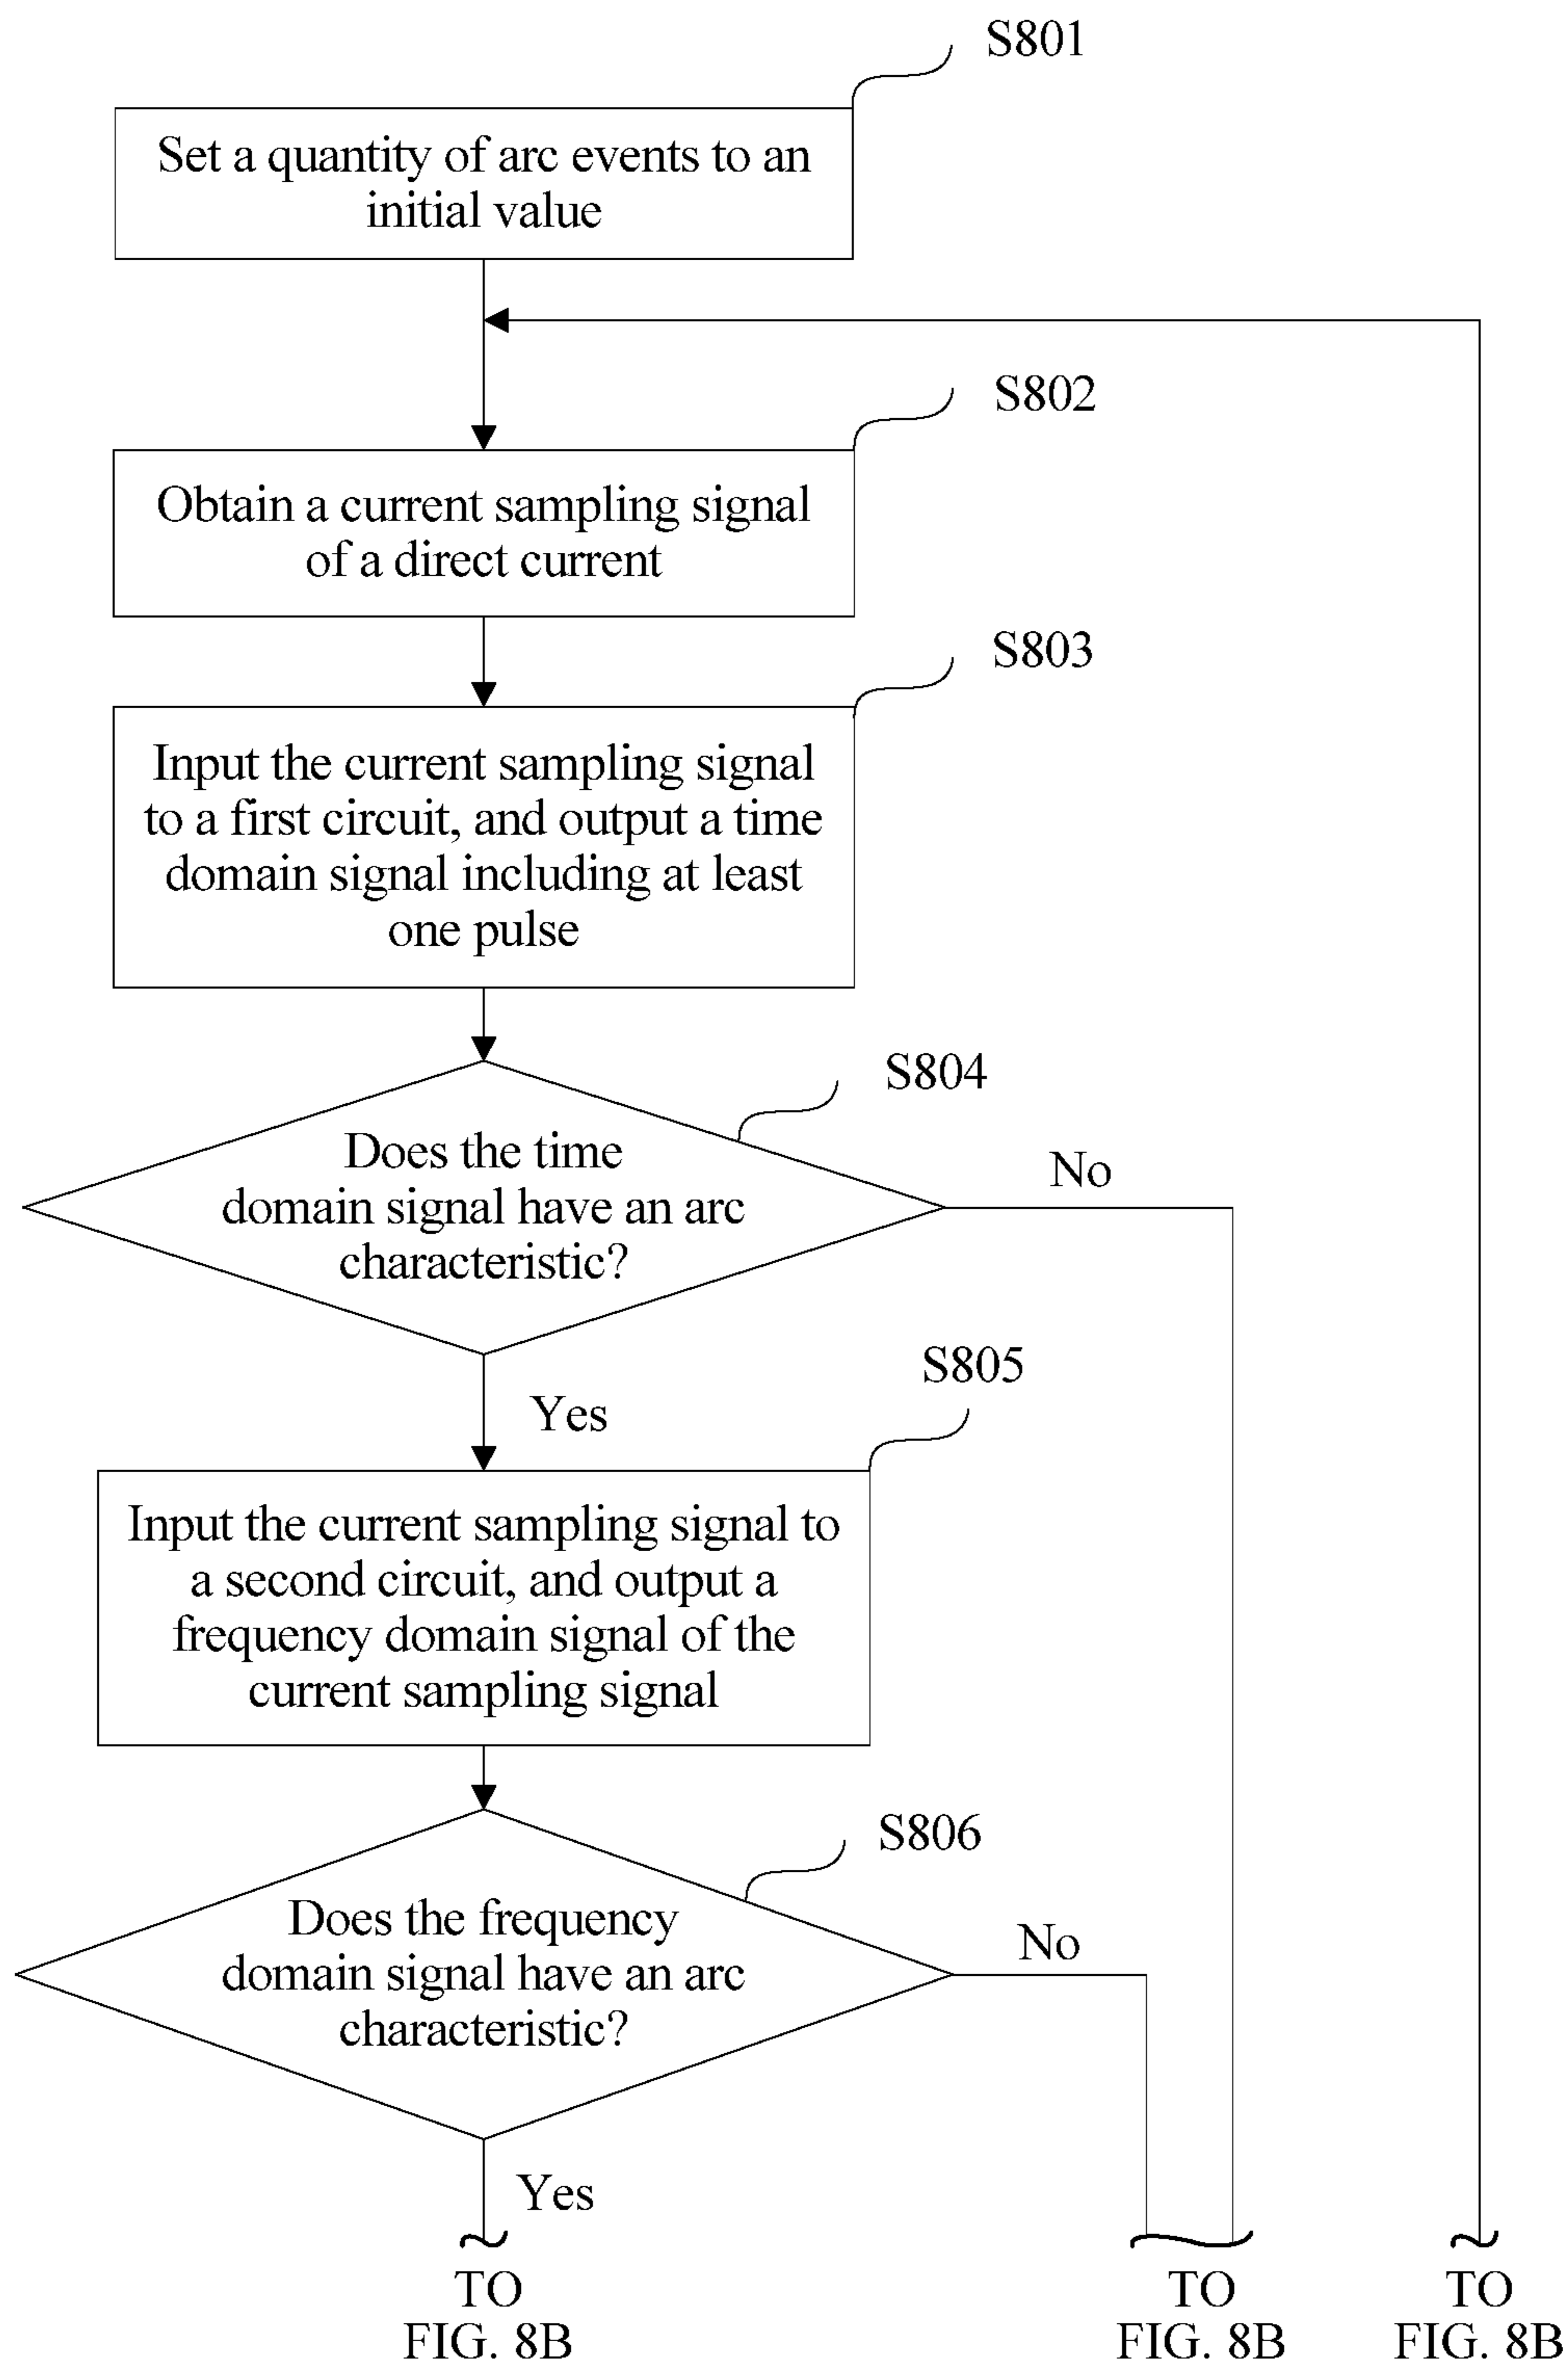 S801
Set a quantity of arc events to an
initial value
S802
Obtain a current sampling signal
of a direct current
S803
Input the current sampling signal
to a first circuit, and output a time
domain signal including at least
one pulse
S804
Does the time
domain signal have an arc
characteristic?
No
Yes
S805
Input the current sampling signal to
a second circuit, and output a
frequency domain signal of the
current sampling signal
S806
Does the frequency
domain signal have an arc
characteristic?
No
Yes
TO
FIG. 8B
TO
FIG. 8B
TO
FIG. 8B